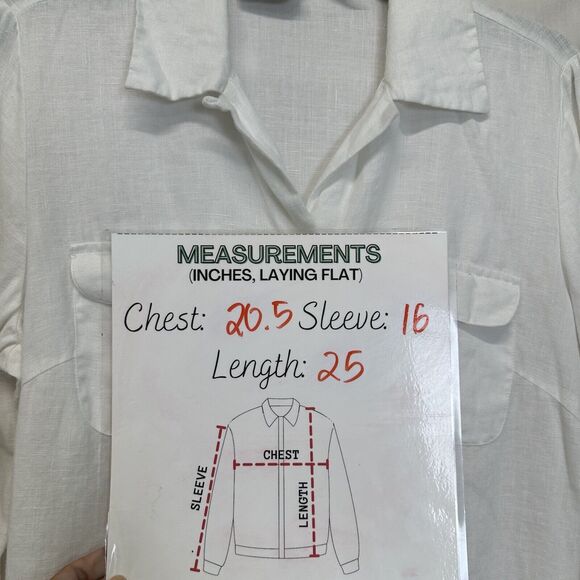 MEASUREMENTS
(INCHES, LAYING FLAT)
Chest: 20.5 Sleeve: 16
Length: 25
CHEST
SLEEVE
LENGTH